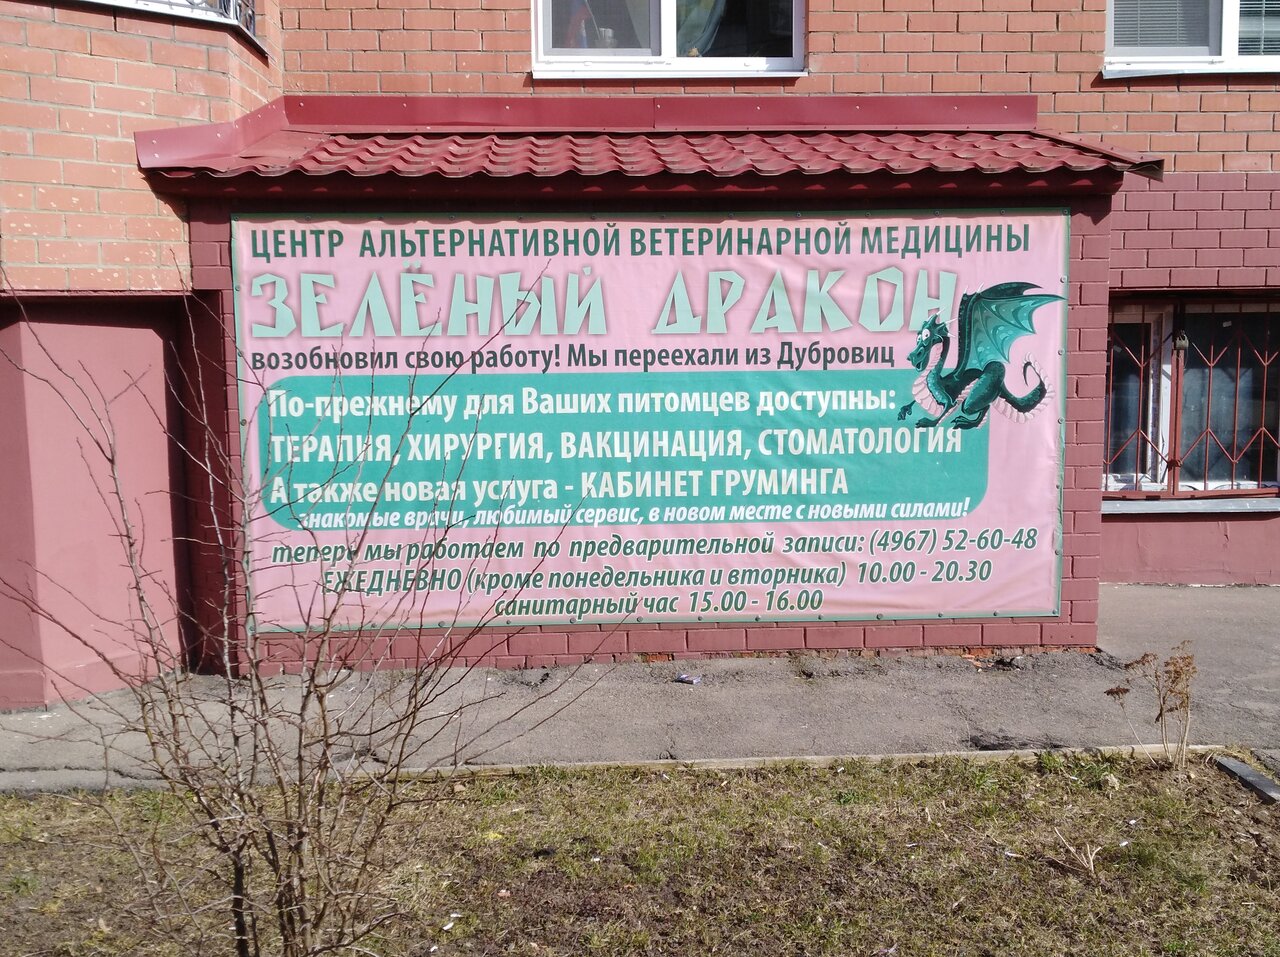 ЦЕНТР АЛЬТЕРНАТИВНОЙ ВЕТЕРИНАРНОЙ МЕДИЦИНЫ
ЗЕЛЁНЫЙ ДРАКОН
возобновил свою работу! Мы переехали из Дубровиц
По-прежнему для Ваших питомцев доступны:
ТЕРАПИЯ, ХИРУРГИЯ, ВАКЦИНАЦИЯ, СТОМАТОЛОГИЯ
А также новая услуга - КАБИНЕТ ГРУМИНГА
знакомые врачи, любимый сервис, в новом месте с новыми силами!
теперь мы работаем по предварительной записи: (4967) 52-60-48
ЕЖЕДНЕВНО (кроме понедельника и вторника) 10.00 - 20.30
санитарный час 15.00 - 16.00